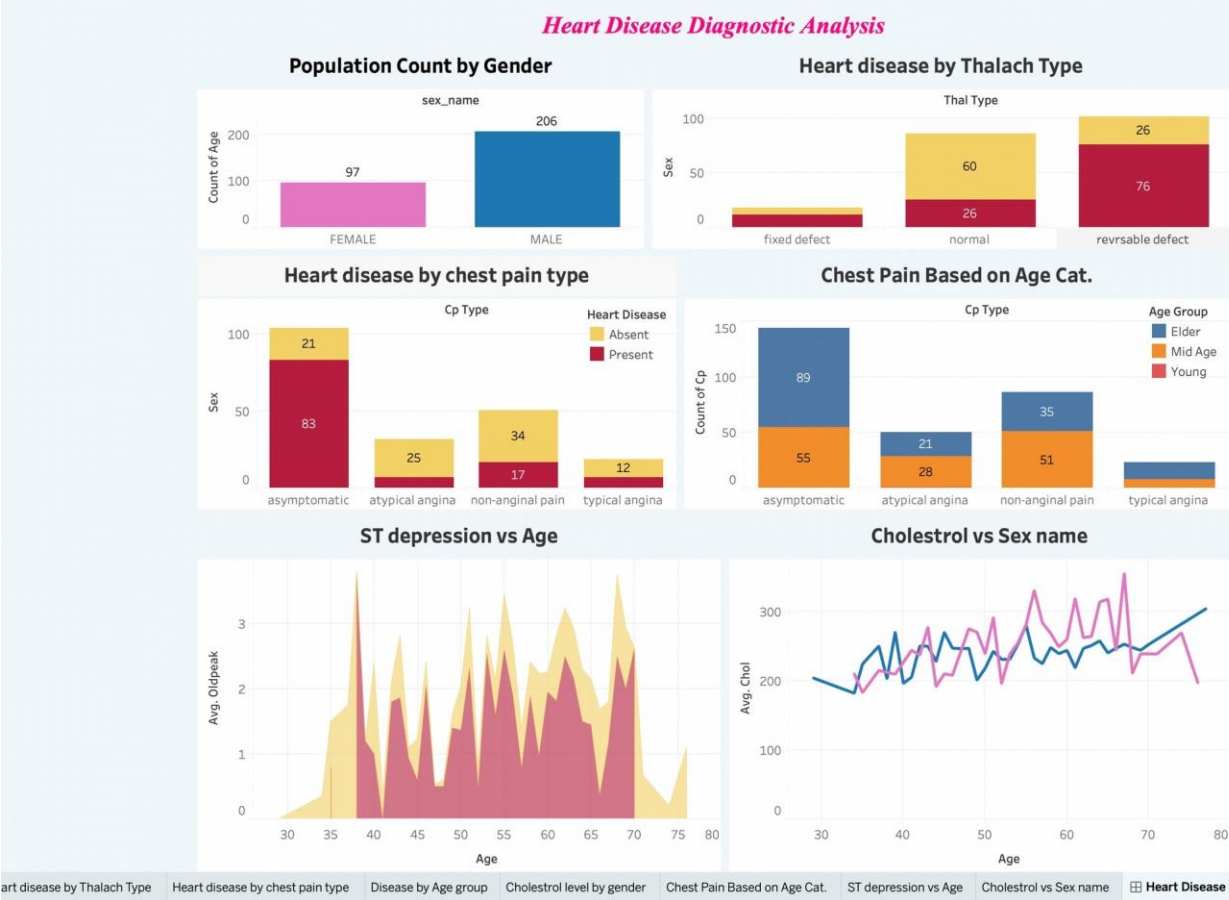 Heart Disease Diagnostic Analysis
Population Count by Gender
sex_name
Count of Age
200
100
0
97
206
FEMALE MALE
Heart disease by Thalach Type
Thal Type
Sex
100
50
0
60
26
26
76
fixed defect normal revrsable defect
Heart disease by chest pain type
Cp Type
Sex
100
50
0
21
83
25
34
17
12
asymptomatic atypical angina non-anginal pain typical angina
Heart Disease
Absent
Present
Chest Pain Based on Age Cat.
Cp Type
Count of Cp
150
100
50
0
89
55
21
28
35
51
asymptomatic atypical angina non-anginal pain typical angina
Age Group
Elder
Mid Age
Young
ST depression vs Age
Avg. Oldpeak
3
2
1
0
30 35 40 45 50 55 60 65 70 75 80
Age
Cholestrol vs Sex name
Avg. Chol
300
200
100
0
30 40 50 60 70 80
Age
art disease by Thalach Type Heart disease by chest pain type Disease by Age group Cholestrol level by gender Chest Pain Based on Age Cat. ST depression vs Age Cholestrol vs Sex name Heart Disease